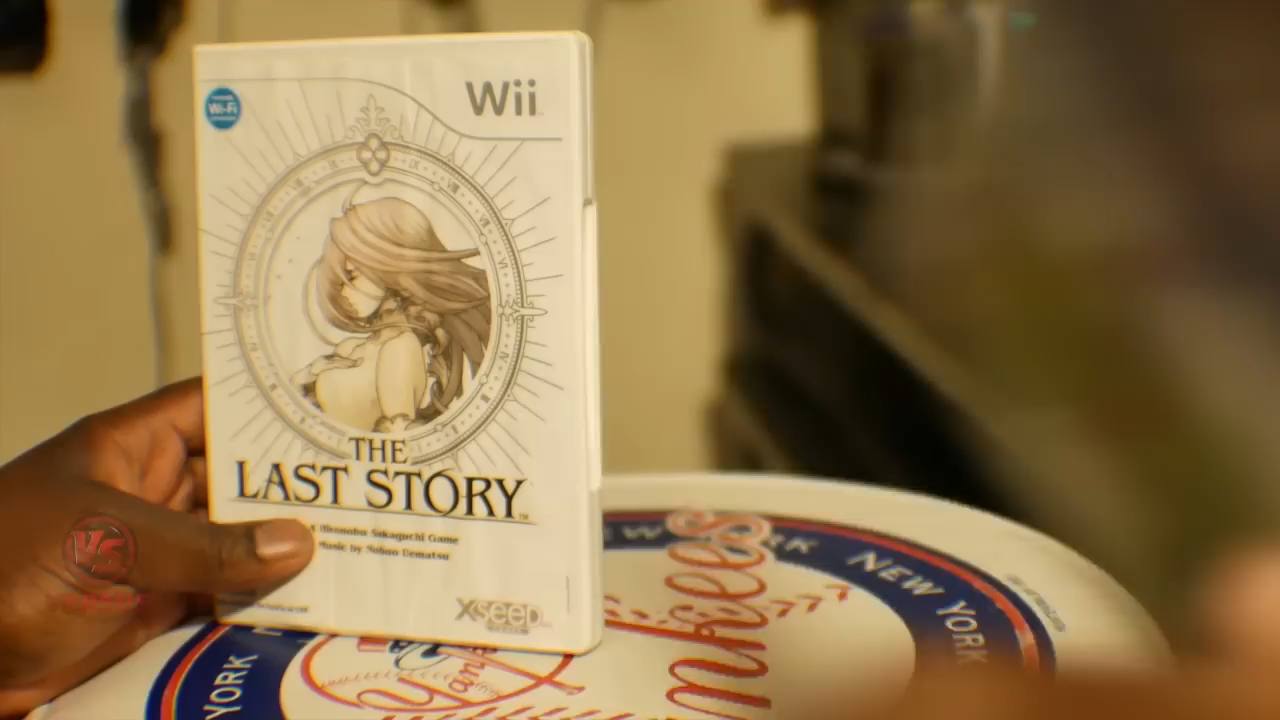 Wi-Fi
Wii
THE
LAST STORY
A Hironobu Sakaguchi Game
Music by Nobuo Uematsu
XSEED
VS
NEW YORK
NEW YORK
YORK
Yankees